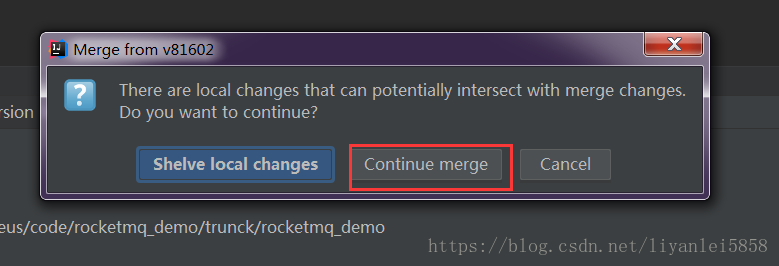 Merge from v81602
There are local changes that can potentially intersect with merge changes.
Do you want to continue?
ersion
Shelve local changes
Continue merge
Cancel
eus/code/rocketmq_demo/trunck/rocketmq_demo
https://blog.csdn.net/liyanlei5858